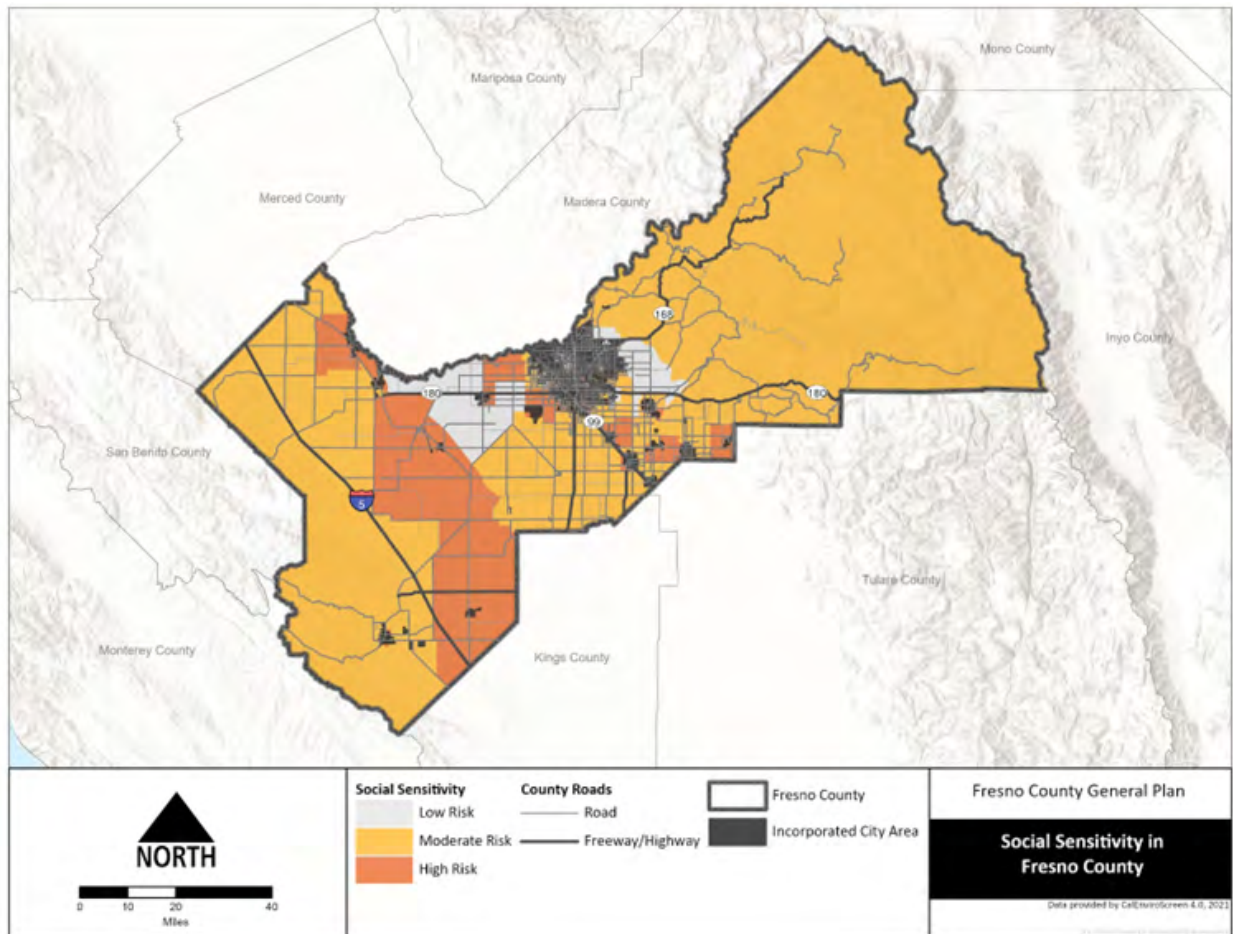 Mono County
Mariposa County
Merced County
Madera County
168
Inyo County
180
180
99
San Benito County
5
Tulare County
Monterey County
Kings County
NORTH
0 10 20 40
Miles
Social Sensitivity
Low Risk
Moderate Risk
High Risk
County Roads
Road
Freeway/Highway
Fresno County
Incorporated City Area
Fresno County General Plan
Social Sensitivity in
Fresno County
Data provided by CalEnviroScreen 4.0, 2021